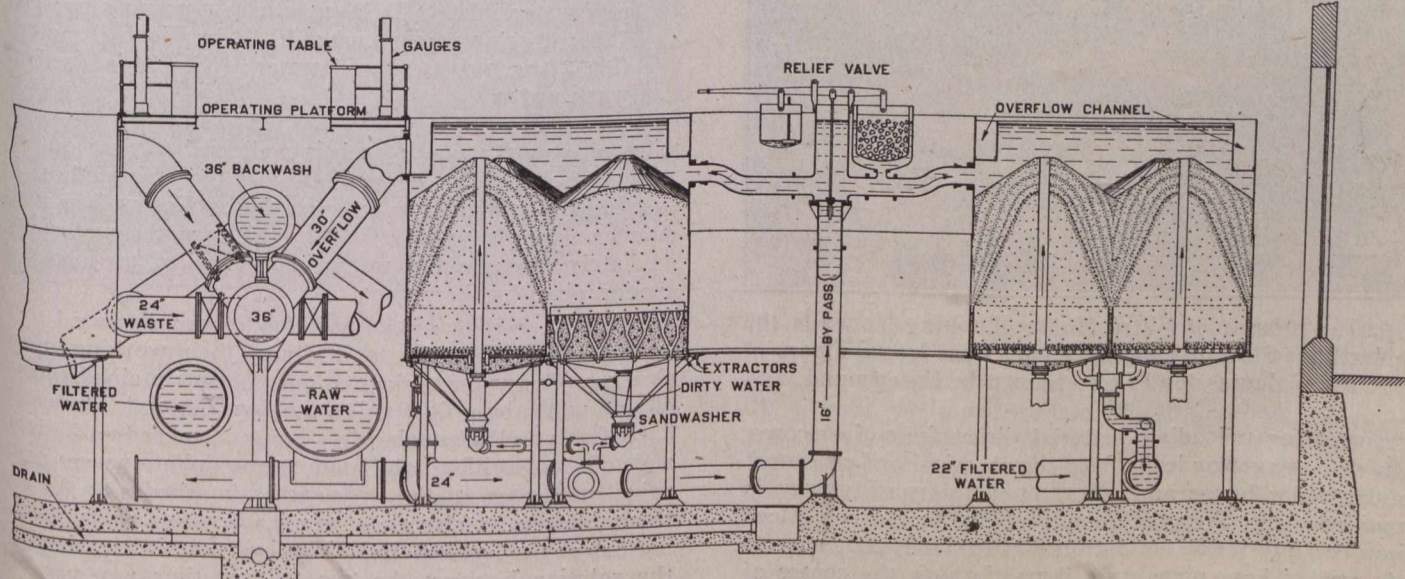 OPERATING TABLE
GAUGES
OPERATING PLATFORM
RELIEF VALVE
OVERFLOW CHANNEL
36" BACKWASH
30"
OVERFLOW
24"
WASTE
36"
BY PASS
16"
EXTRACTORS
DIRTY WATER
SANDWASHER
FILTERED
WATER
RAW
WATER
DRAIN
24"
22" FILTERED
WATER